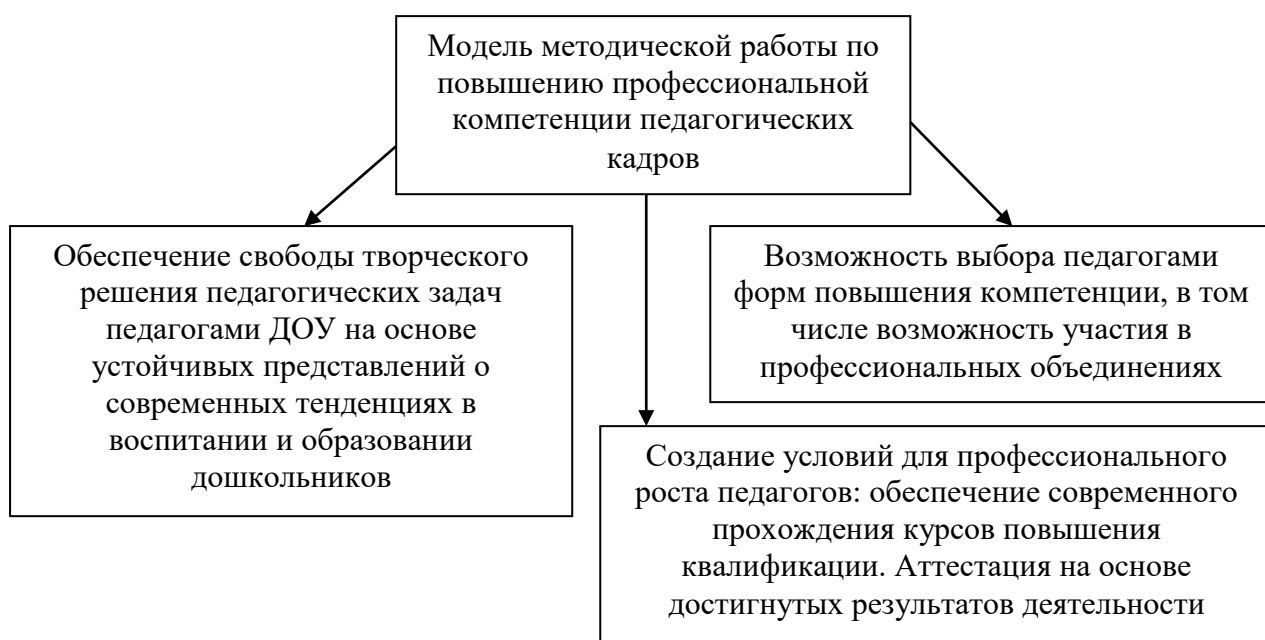 Модель методической работы по
повышению профессиональной
компетенции педагогических
кадров
Обеспечение свободы творческого
решения педагогических задач
педагогами ДОУ на основе
устойчивых представлений о
современных тенденциях в
воспитании и образовании
дошкольников
Возможность выбора педагогами
форм повышения компетенции, в том
числе возможность участия в
профессиональных объединениях
Создание условий для профессионального
роста педагогов: обеспечение современного
прохождения курсов повышения
квалификации. Аттестация на основе
достигнутых результатов деятельности